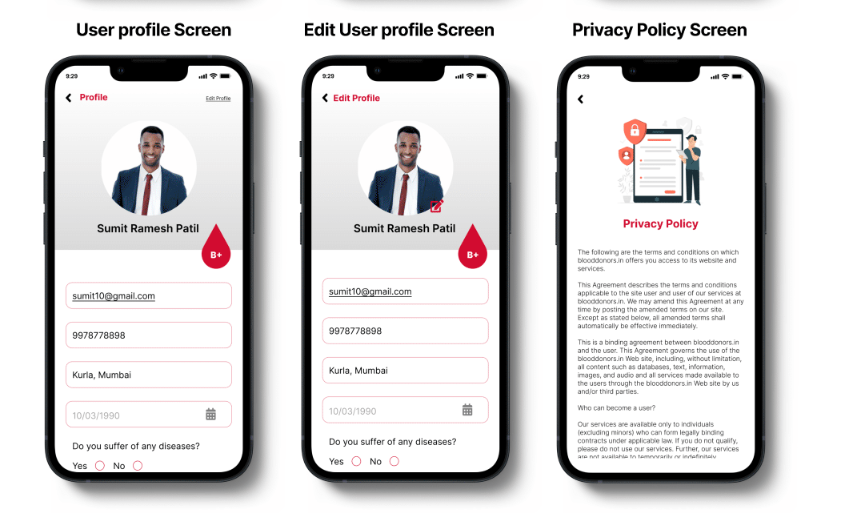 User profile Screen
Edit User profile Screen
Privacy Policy Screen
9:29
Profile
Edit Profile
Sumit Ramesh Patil
B+
sumit10@gmail.com
9978778898
Kurla, Mumbai
10/03/1990
Do you suffer of any diseases?
Yes
No
9:29
Edit Profile
Sumit Ramesh Patil
B+
sumit10@gmail.com
9978778898
Kurla, Mumbai
10/03/1990
Do you suffer of any diseases?
Yes
No
9:29
Privacy Policy
The following are the terms and conditions on which
blooddonors.in offers you access to its website and
services.
This Agreement describes the terms and conditions
applicable to the site user and user of our services at
blooddonors.in. We may amend this Agreement at any
time by posting the amended terms on our site.
Except as stated below, all amended terms shall
automatically be effective immediately.
This is a binding agreement between blooddonors.in
and the user. This Agreement governs the use of the
blooddonors.in Web site, including, without limitation,
all content such as databases, text, information,
images, and audio and all services made available to
the users through the blooddonors.in Web site by us
and/or third parties.
Who can become a user?
Our services are available only to individuals
(excluding minors) who can form legally binding
contracts under applicable law. If you do not qualify,
please do not use our services. Further, our services
are not available to temporarily or indefinitely